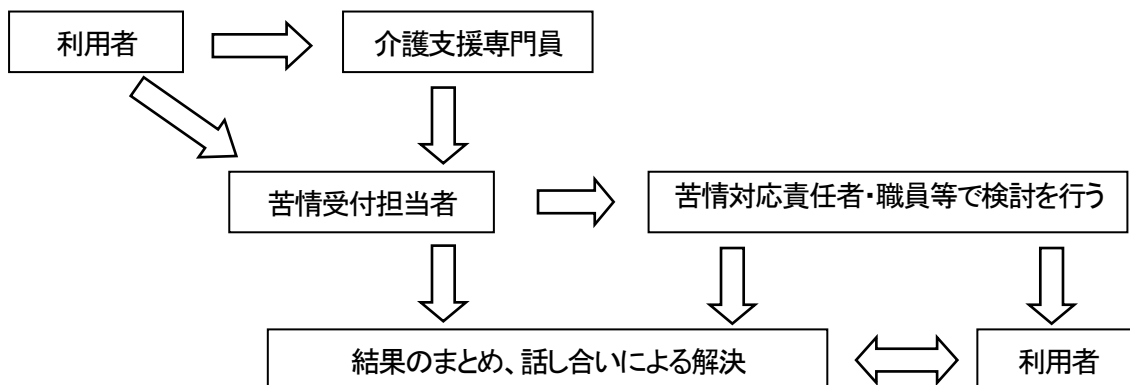 利用者
介護支援専門員
苦情受付担当者
苦情対応責任者・職員等で検討を行う
結果のまとめ、話し合いによる解決
利用者